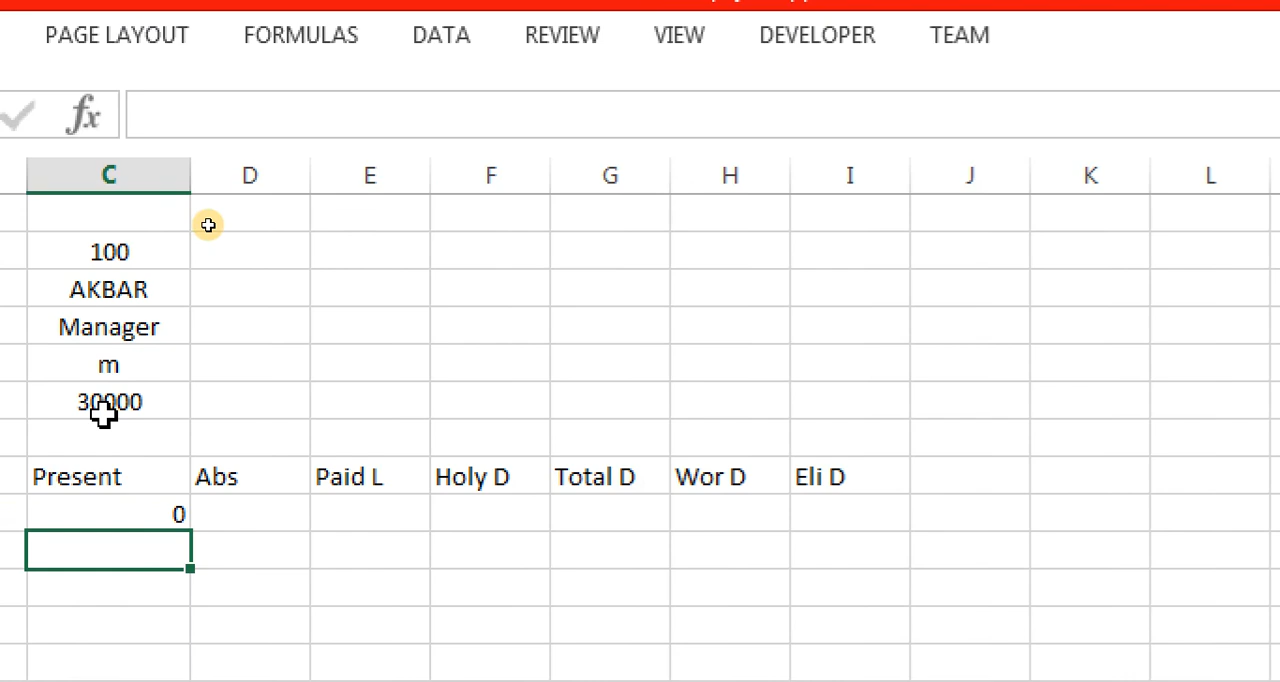 PAGE LAYOUT FORMULAS DATA REVIEW VIEW DEVELOPER TEAM
fx
C D E F G H I J K L
100
AKBAR
Manager
m
30000
Present Abs Paid L Holy D Total D Wor D Eli D
0